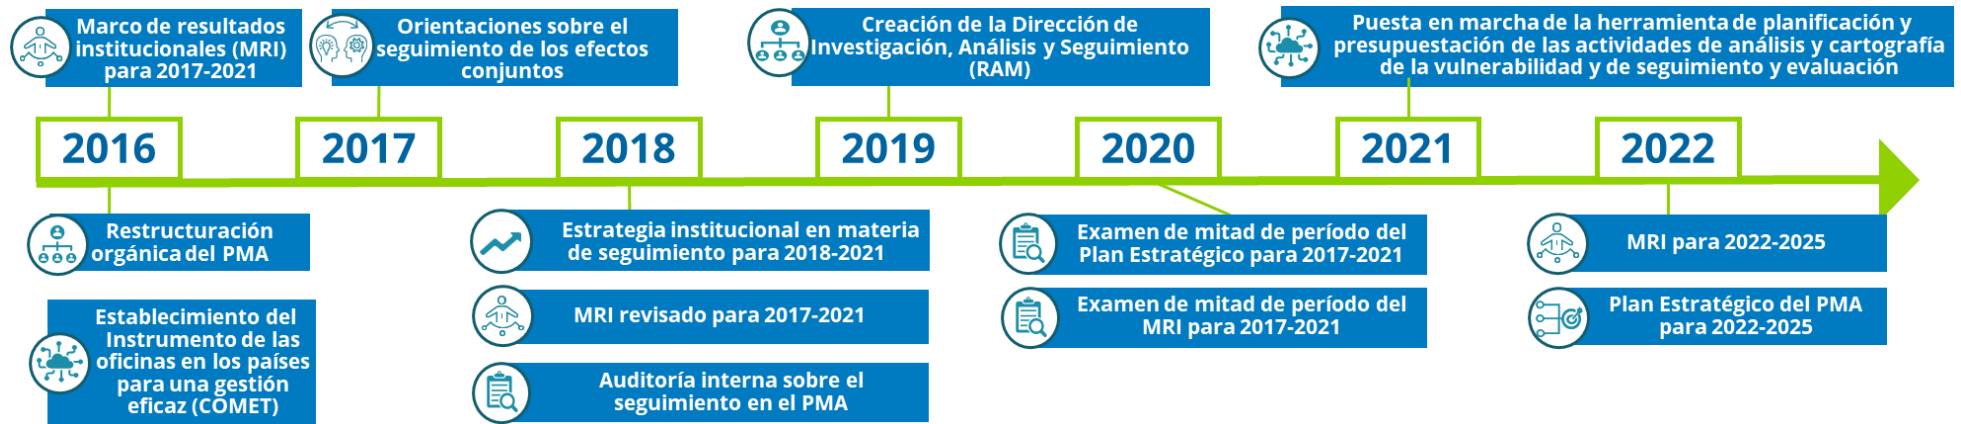 Marco de resultados
institucionales (MRI)
para 2017-2021
Orientaciones sobre el
seguimiento de los efectos
conjuntos
Creación de la Dirección de
Investigación, Análisis y Seguimiento
(RAM)
Puesta en marcha de la herramienta de planificación y
presupuestación de las actividades de análisis y cartografía
de la vulnerabilidad y de seguimiento y evaluación
2016
2017
2018
2019
2020
2021
2022
Restructuración
orgánica del PMA
Establecimiento del
Instrumento de las
oficinas en los países
para una gestión
eficaz (COMET)
Estrategia institucional en materia
de seguimiento para 2018-2021
MRI revisado para 2017-2021
Auditoría interna sobre el
seguimiento en el PMA
Examen de mitad de período del
Plan Estratégico para 2017-2021
Examen de mitad de período del
MRI para 2017-2021
MRI para 2022-2025
Plan Estratégico del PMA
para 2022-2025